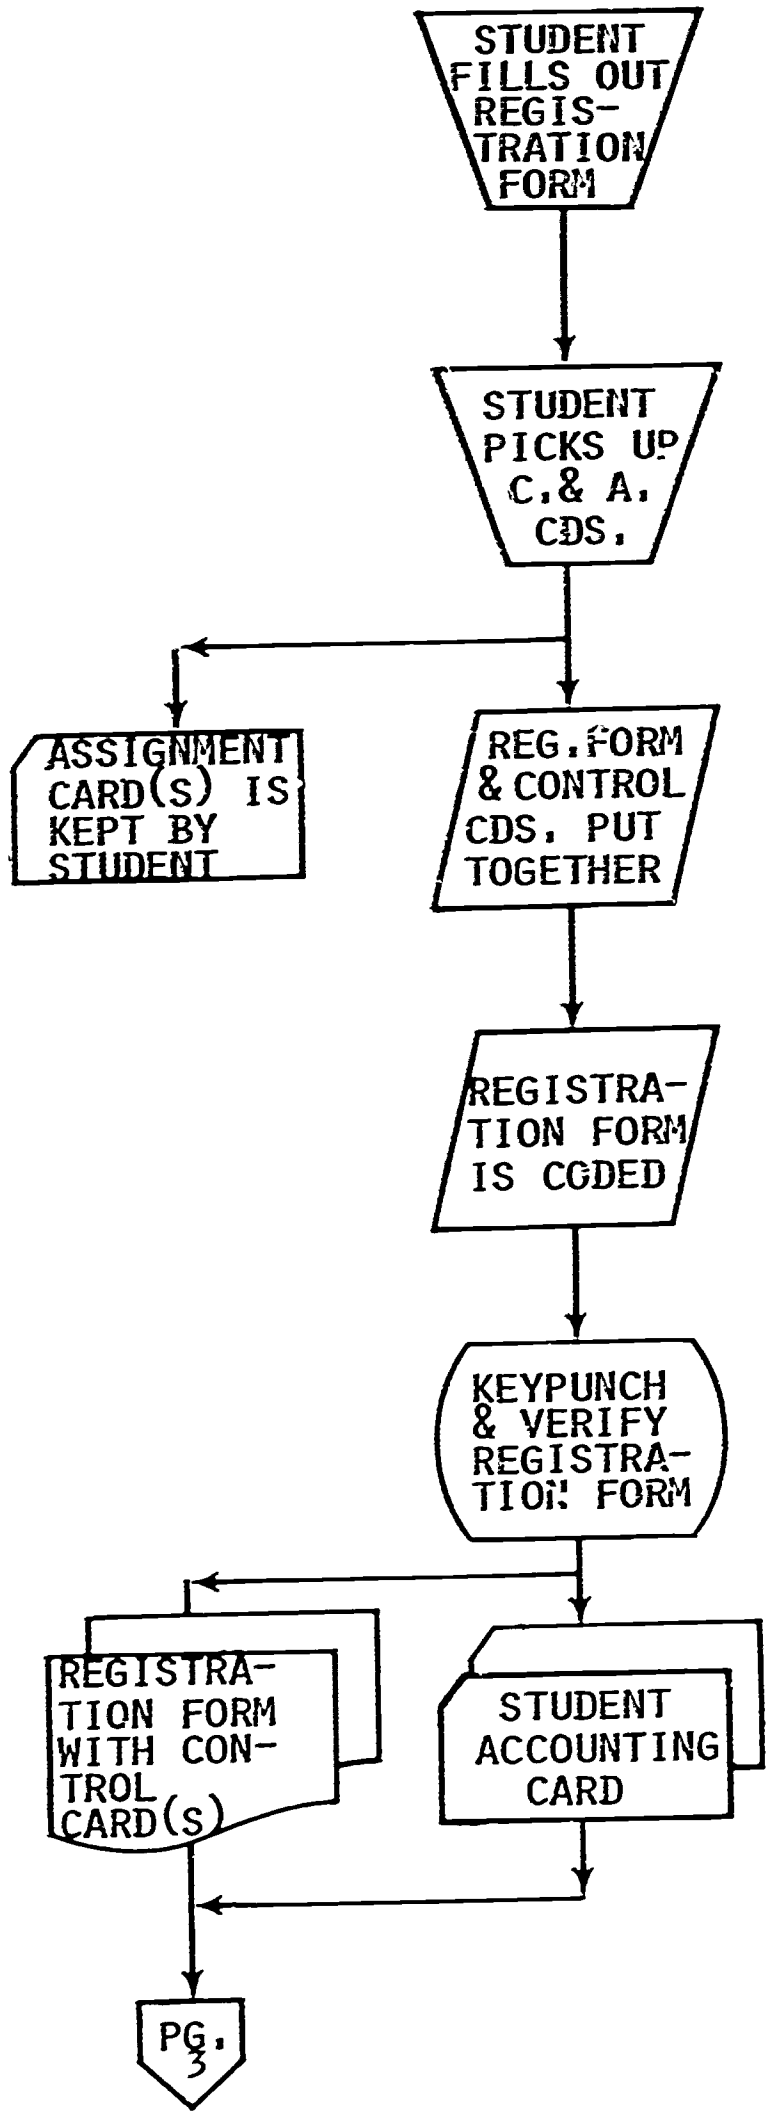 STUDENT
FILLS OUT
REGIS-
TRATION
FORM
STUDENT
PICKS UP
C.& A.
CDS.
ASSIGNMENT
CARD(S) IS
KEPT BY
STUDENT
REG.FORM
& CONTROL
CDS. PUT
TOGETHER
REGISTRA-
TION FORM
IS CODED
KEYPUNCH
& VERIFY
REGISTRA-
TION FORM
REGISTRA-
TION FORM
WITH CON-
TROL
CARD(S)
STUDENT
ACCOUNTING
CARD
PG.
3